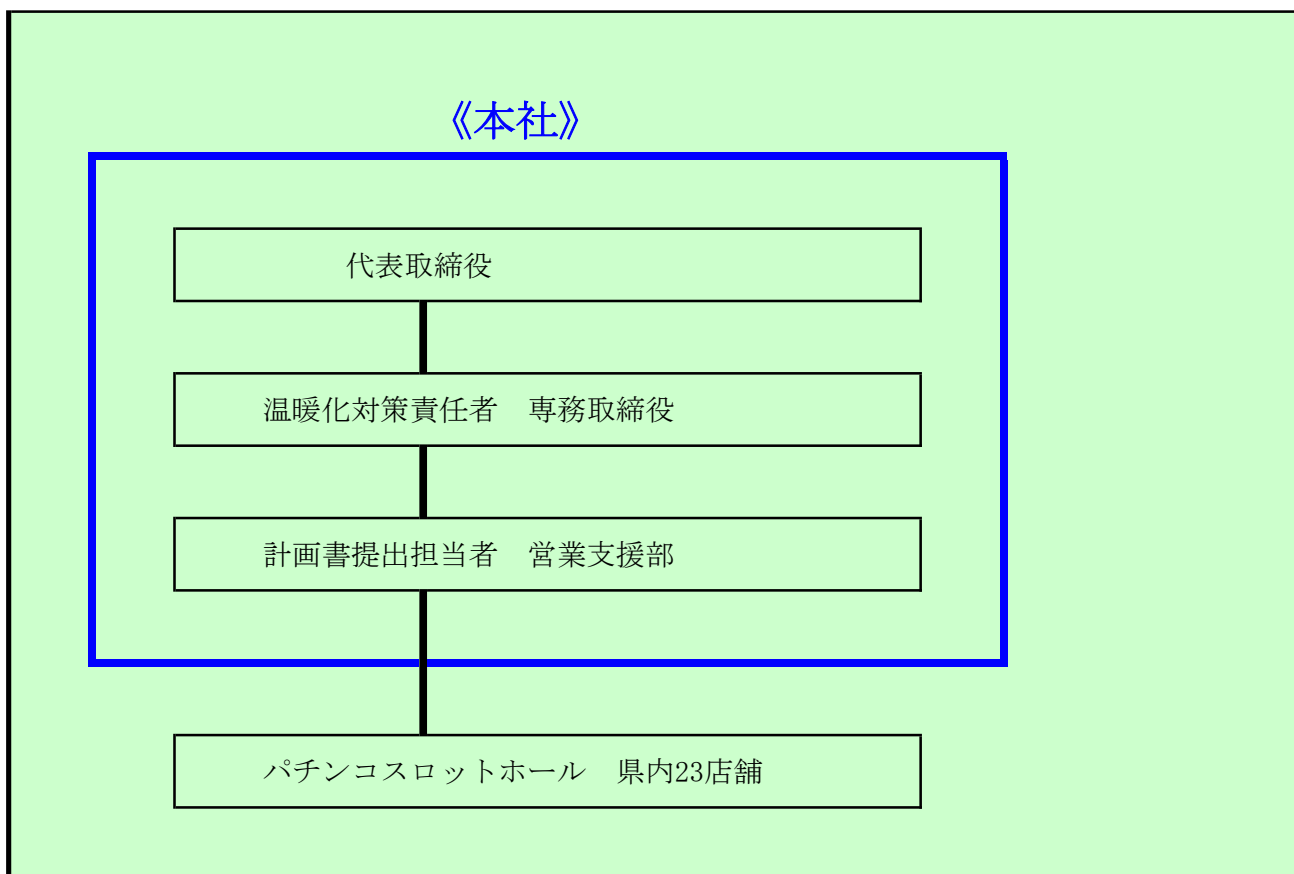 《本社》
代表取締役
温暖化対策責任者　専務取締役
計画書提出担当者　営業支援部
パチンコスロットホール　県内23店舗